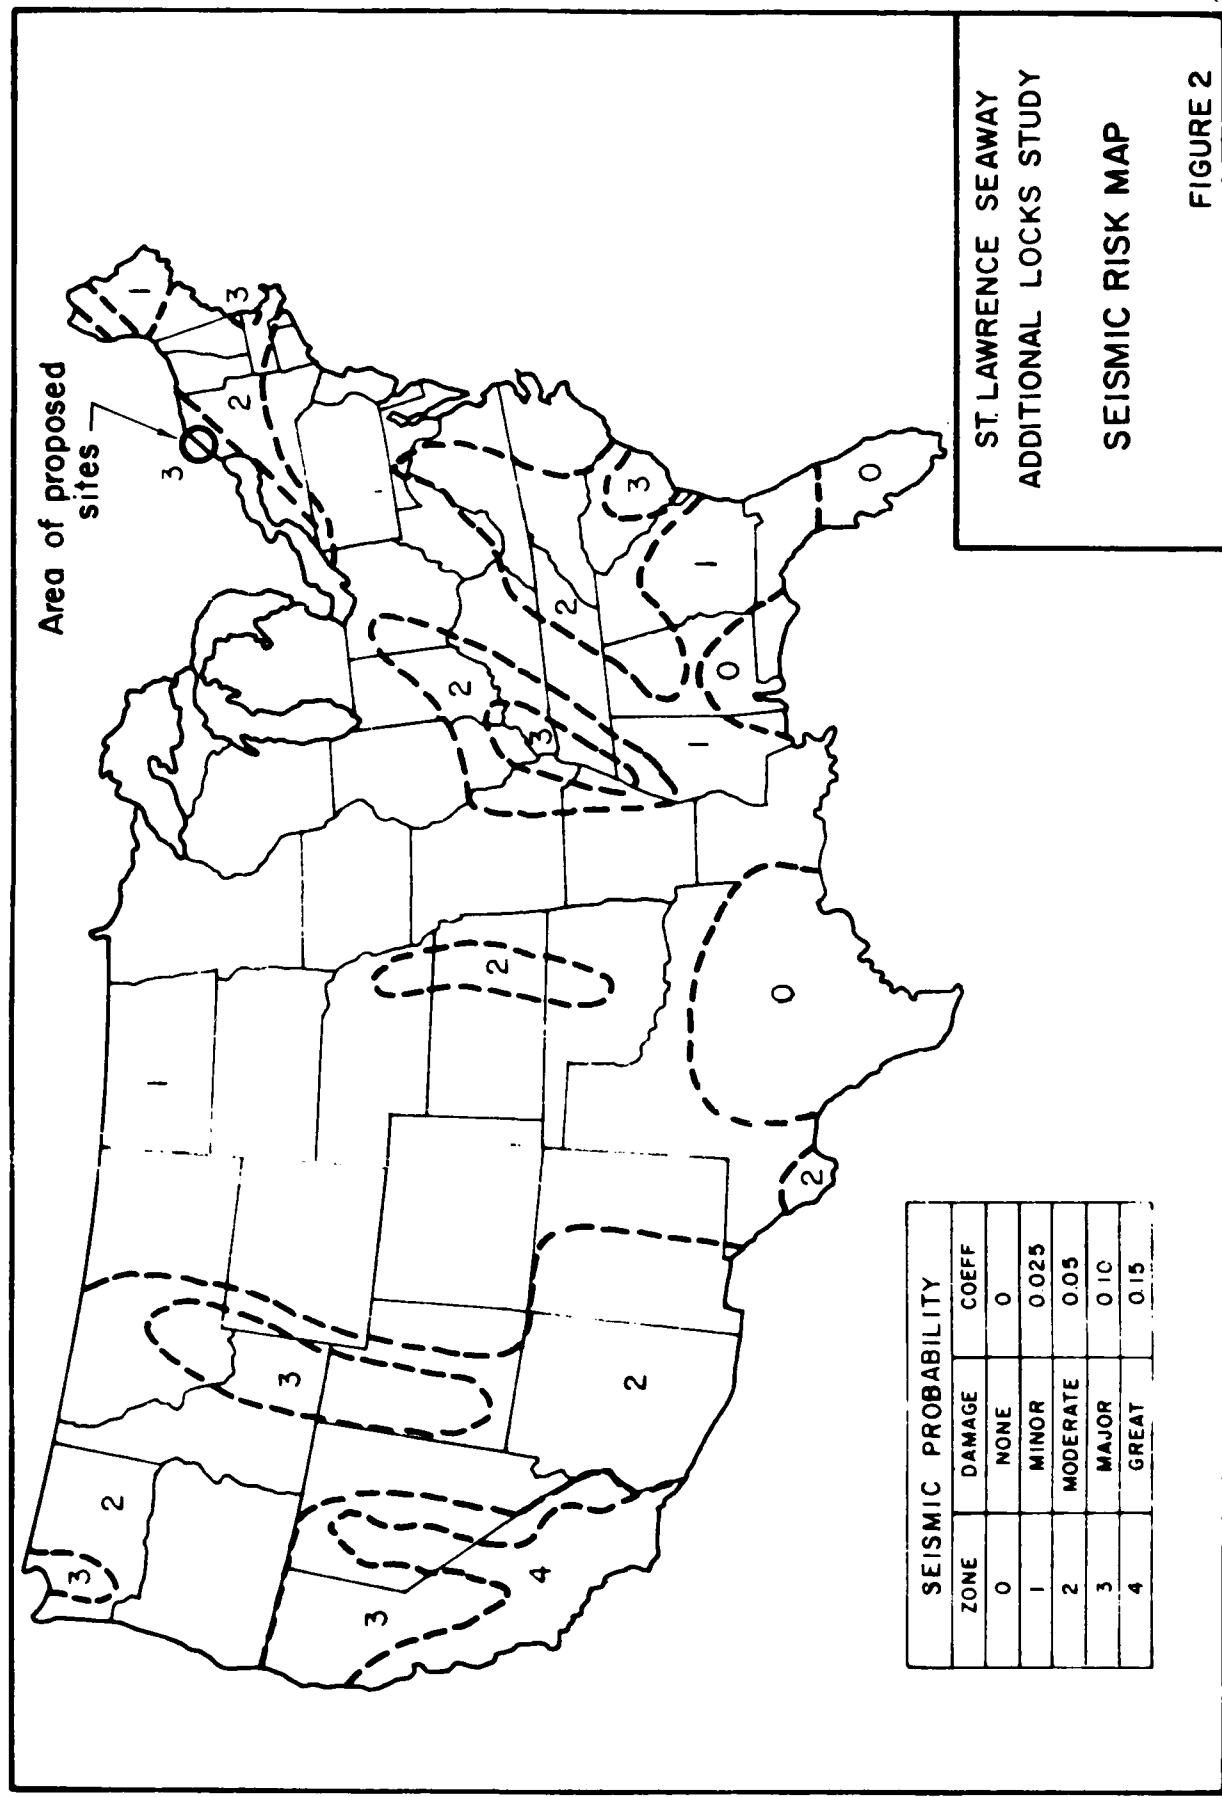 Area of proposed
sites
3
1
3
2
3
2
3
1
0
2
0
2
3
1
2
0
1
2
3
2
2
3
3
4
SEISMIC PROBABILITY
ZONE DAMAGE COEFF
0 NONE 0
1 MINOR 0.025
2 MODERATE 0.05
3 MAJOR 0.10
4 GREAT 0.15
ST. LAWRENCE SEAWAY
ADDITIONAL LOCKS STUDY
SEISMIC RISK MAP
FIGURE 2